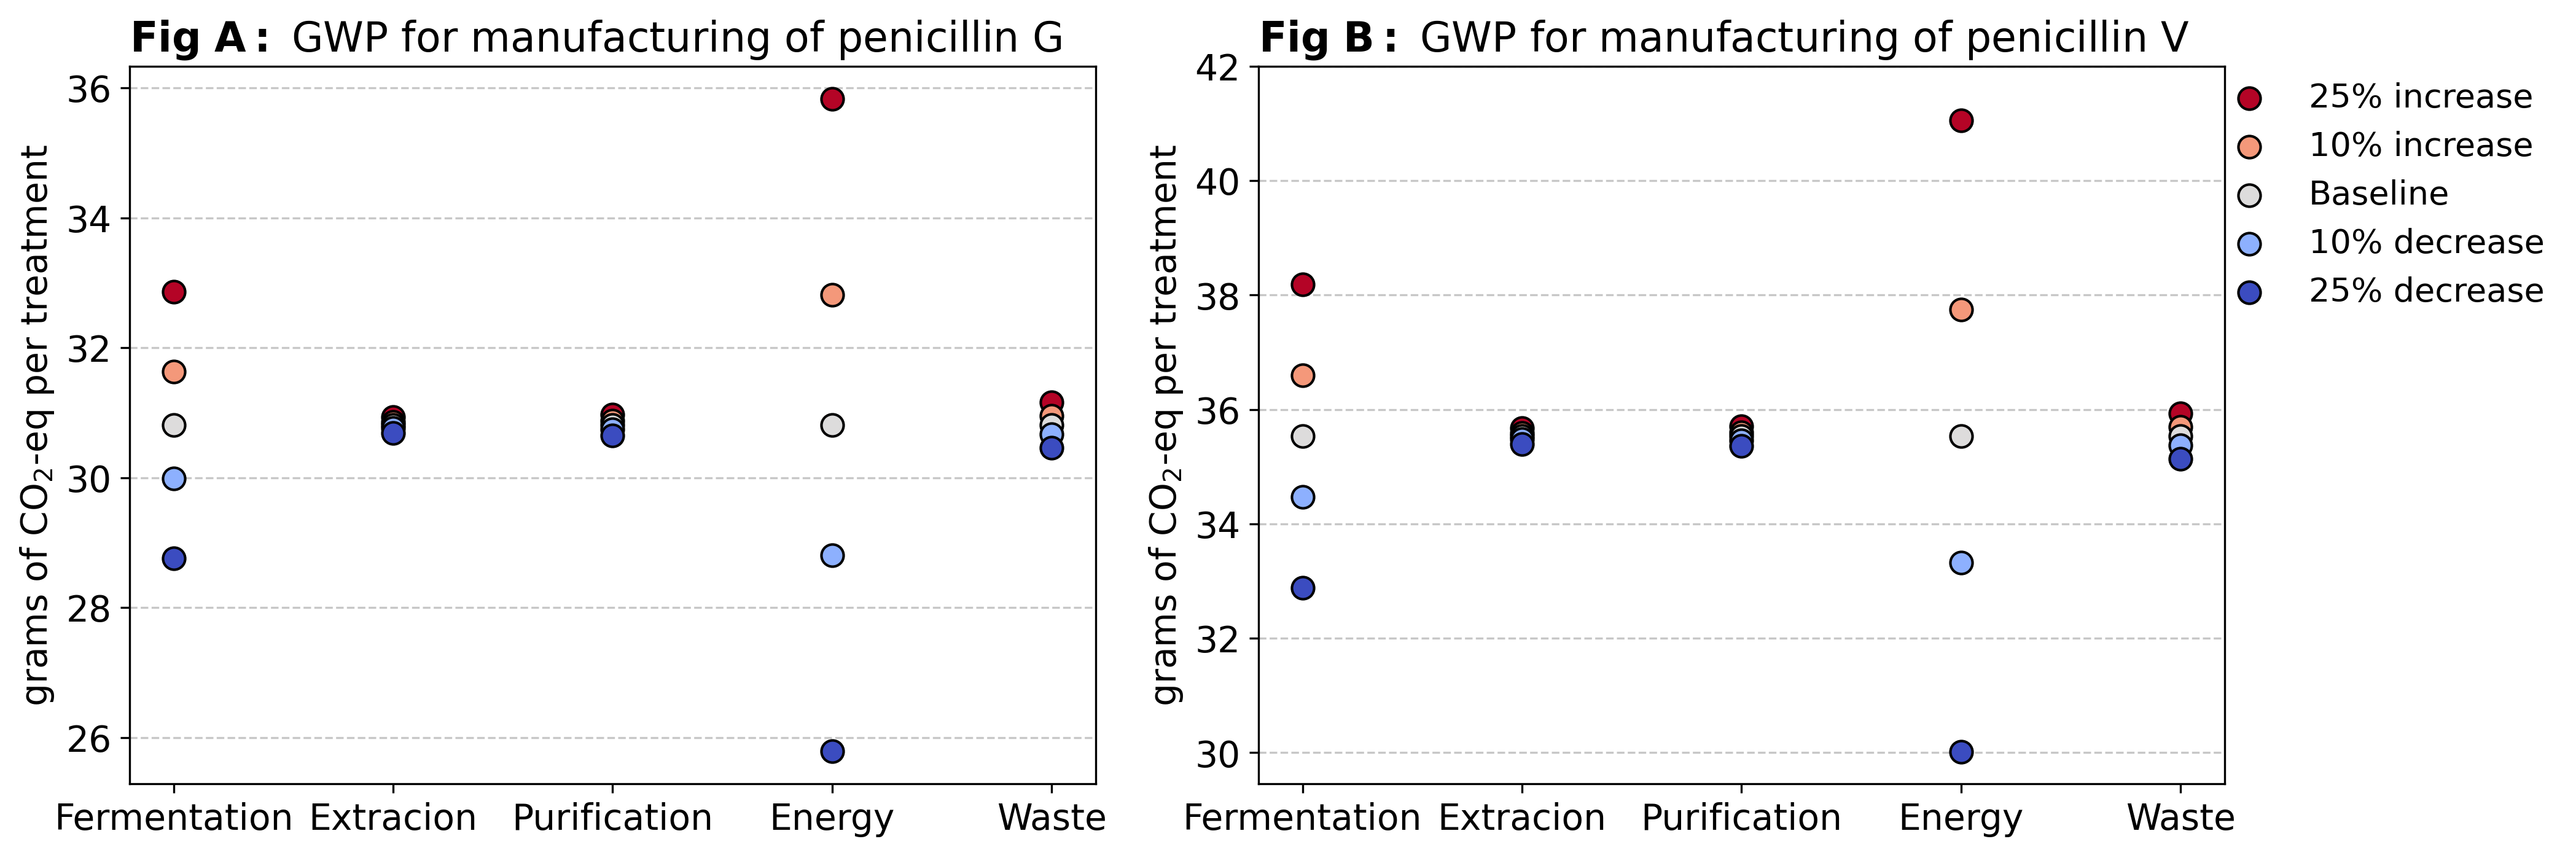 Fig A: GWP for manufacturing of penicillin G
grams of CO₂-eq per treatment
36
34
32
30
28
26
Fermentation Extracion Purification Energy Waste
Fig B: GWP for manufacturing of penicillin V
grams of CO₂-eq per treatment
42
40
38
36
34
32
30
Fermentation Extracion Purification Energy Waste
25% increase
10% increase
Baseline
10% decrease
25% decrease